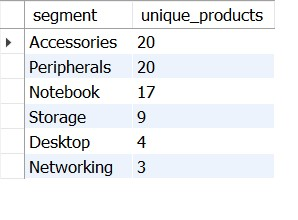 segment unique_products
Accessories 20
Peripherals 20
Notebook 17
Storage 9
Desktop 4
Networking 3